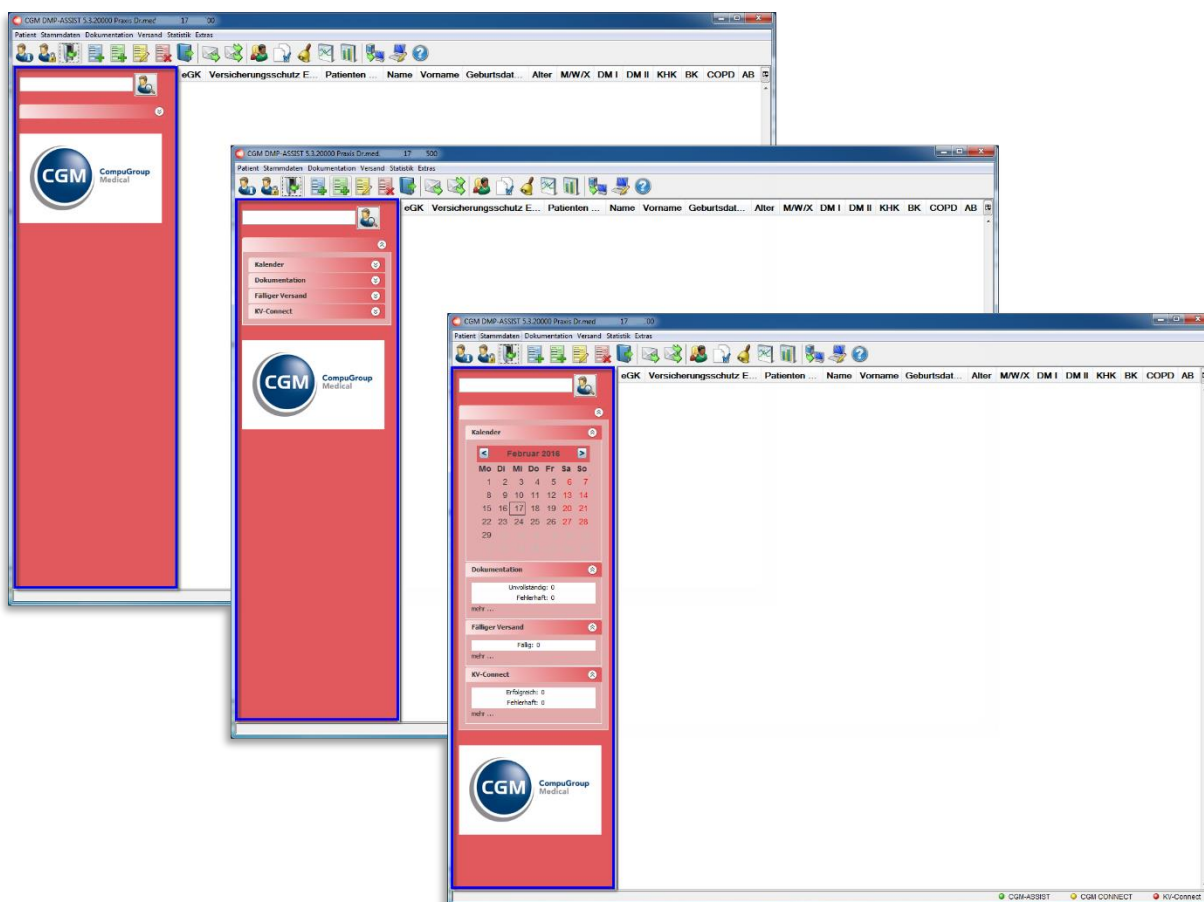 CGM DMP-ASSIST 5.3.20000 Praxis Dr.med 17 00
Patient Stammdaten Dokumentation Versand Statistik Extras
eGK Versicherungsschutz E... Patienten ... Name Vorname Geburtsdat... Alter M/W/X DM I DM II KHK BK COPD AB
CGM CompuGroup
Medical
CGM DMP-ASSIST 5.3.20000 Praxis Dr.med. 17 500
Patient Stammdaten Dokumentation Versand Statistik Extras
eGK Versicherungsschutz E... Patienten ... Name Vorname Geburtsdat... Alter M/W/X DM I DM II KHK BK COPD AB
Kalender
Dokumentation
Fälliger Versand
KV-Connect
CGM CompuGroup
Medical
CGM DMP-ASSIST 5.3.20000 Praxis Dr.med 17 00
Patient Stammdaten Dokumentation Versand Statistik Extras
eGK Versicherungsschutz E... Patienten ... Name Vorname Geburtsdat... Alter M/W/X DM I DM II KHK BK COPD AB
Kalender
Februar 2016
Mo Di Mi Do Fr Sa So
1 2 3 4 5 6 7
8 9 10 11 12 13 14
15 16 17 18 19 20 21
22 23 24 25 26 27 28
29
Dokumentation
Unvollständig: 0
Fehlerhaft: 0
mehr ...
Fälliger Versand
Fällig: 0
mehr ...
KV-Connect
Erfolgreich: 0
Fehlerhaft: 0
mehr ...
CGM CompuGroup
Medical
CGM-ASSIST CGM CONNECT KV-Connect